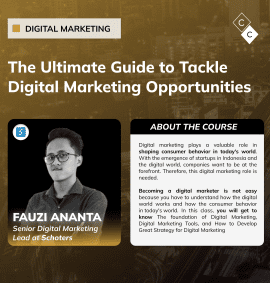 DIGITAL MARKETING
C
C
The Ultimate Guide to Tackle
Digital Marketing Opportunities
FAUZI ANANTA
Senior Digital Marketing
Lead at Schoters
ABOUT THE COURSE
Digital marketing plays a valuable role in
shaping consumer behavior in today's world.
With the emergence of startups in Indonesia and
the digital world, companies want to be at the
forefront. Therefore, this digital marketing role is
needed.
Becoming a digital marketer is not easy
because you have to understand how the digital
world works and how the consumer behavior
in today's world. In this class, you will get to
know The foundation of Digital Marketing,
Digital Marketing Tools, and How to Develop
Great Strategy for Digital Marketing